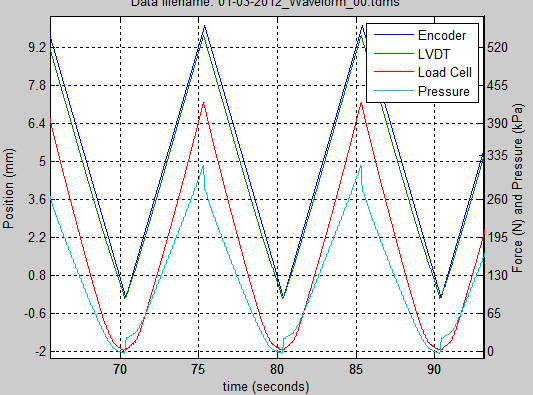 Data filename: 01-03-2012_Waveform_00.tdms
Encoder
LVDT
Load Cell
Pressure
9.2
7.8
6.4
5
3.6
2.2
0.8
-0.6
-2
Position (mm)
520
455
390
335
260
195
130
65
0
Force (N) and Pressure (kPa)
70
75
80
85
90
time (seconds)